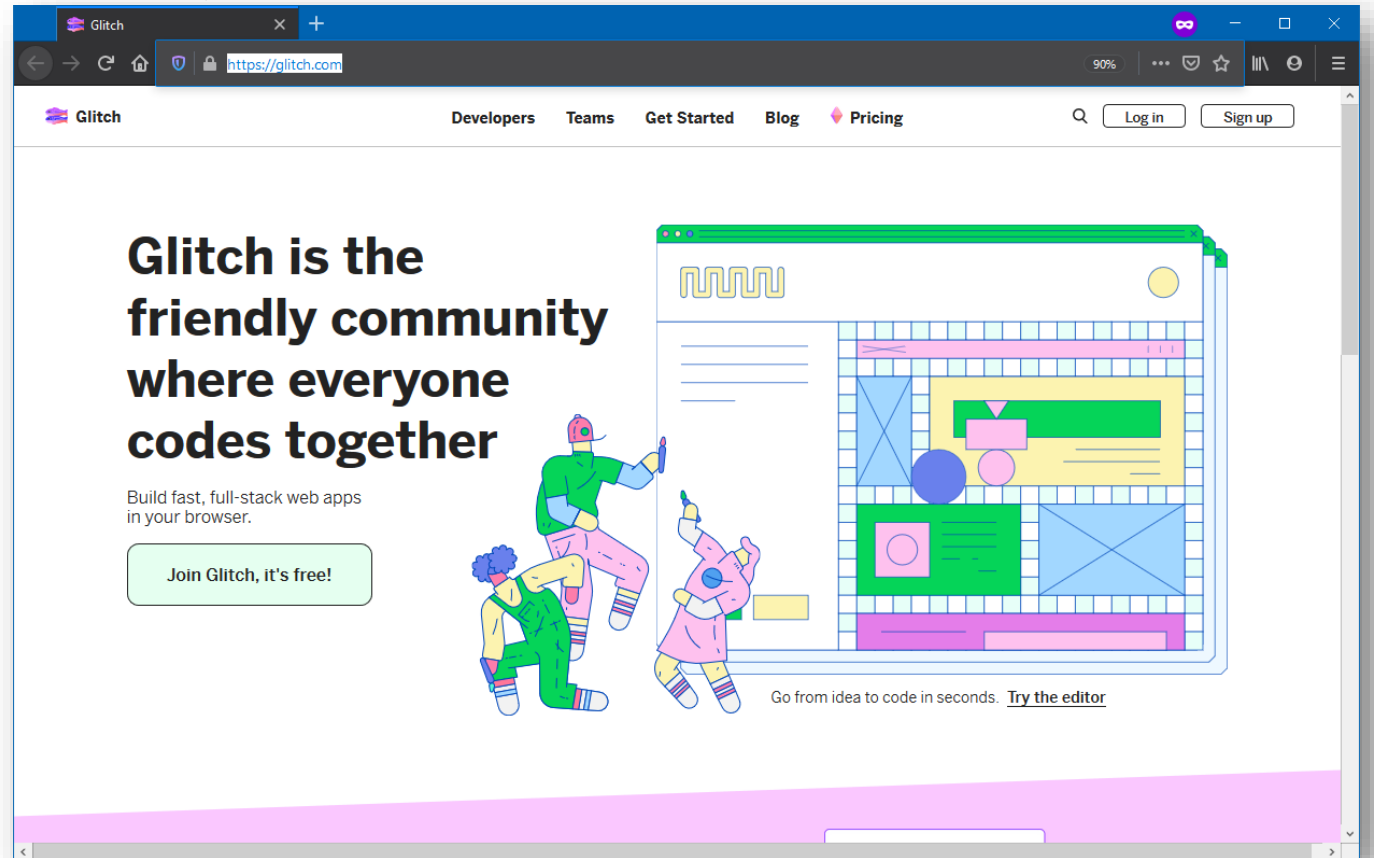 Glitch
https://glitch.com
90%
Glitch
Developers Teams Get Started Blog Pricing
Log in Sign up
Glitch is the
friendly community
where everyone
codes together
Build fast, full-stack web apps
in your browser.
Join Glitch, it's free!
Go from idea to code in seconds. Try the editor